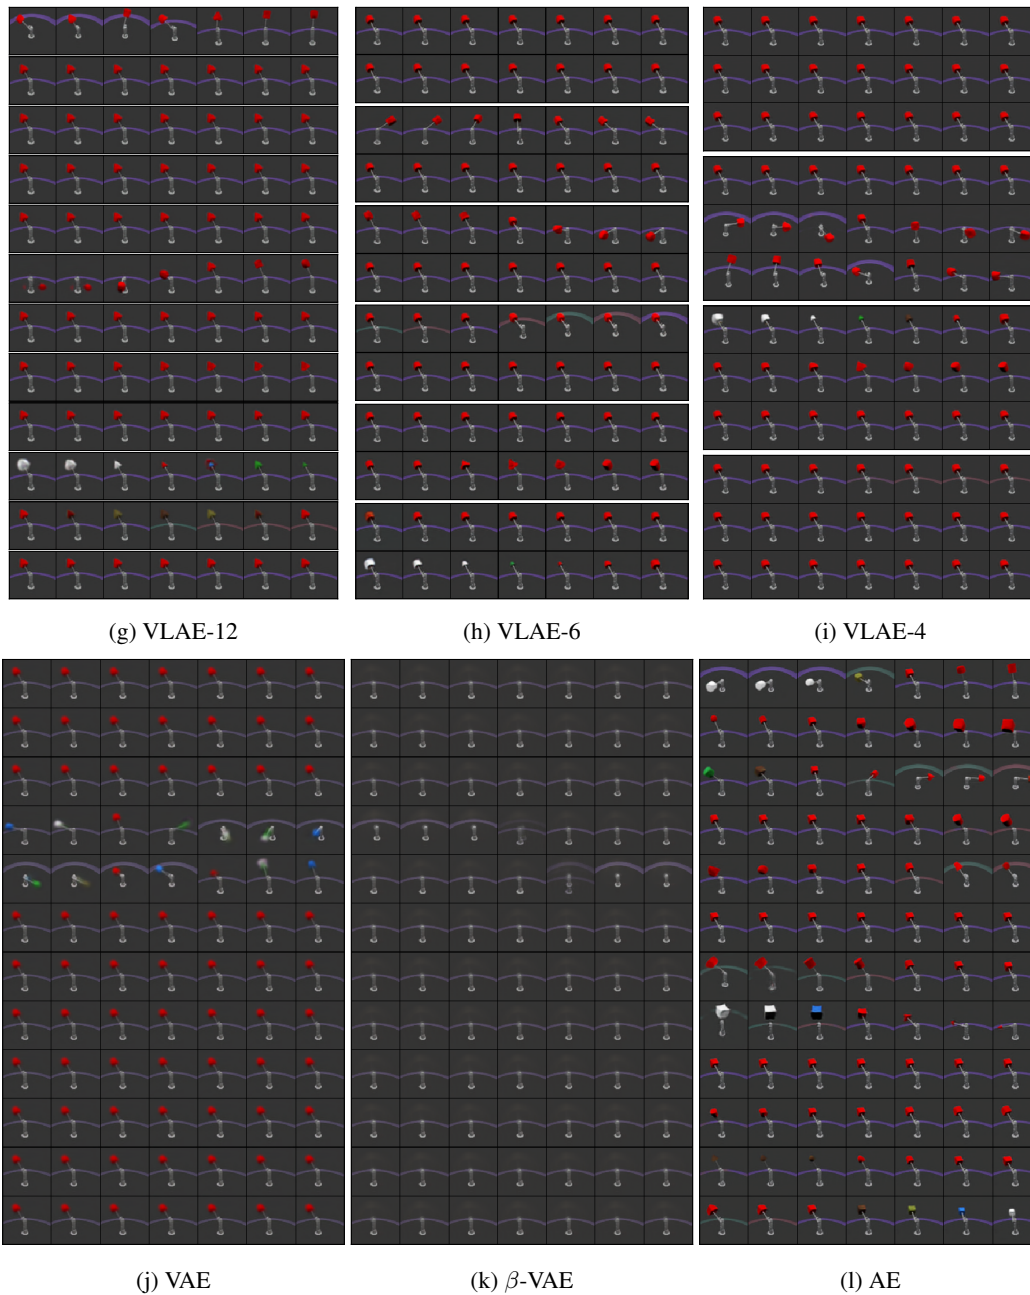 (g) VLAE-12
(h) VLAE-6
(i) VLAE-4
(j) VAE
(k) β-VAE
(l) AE